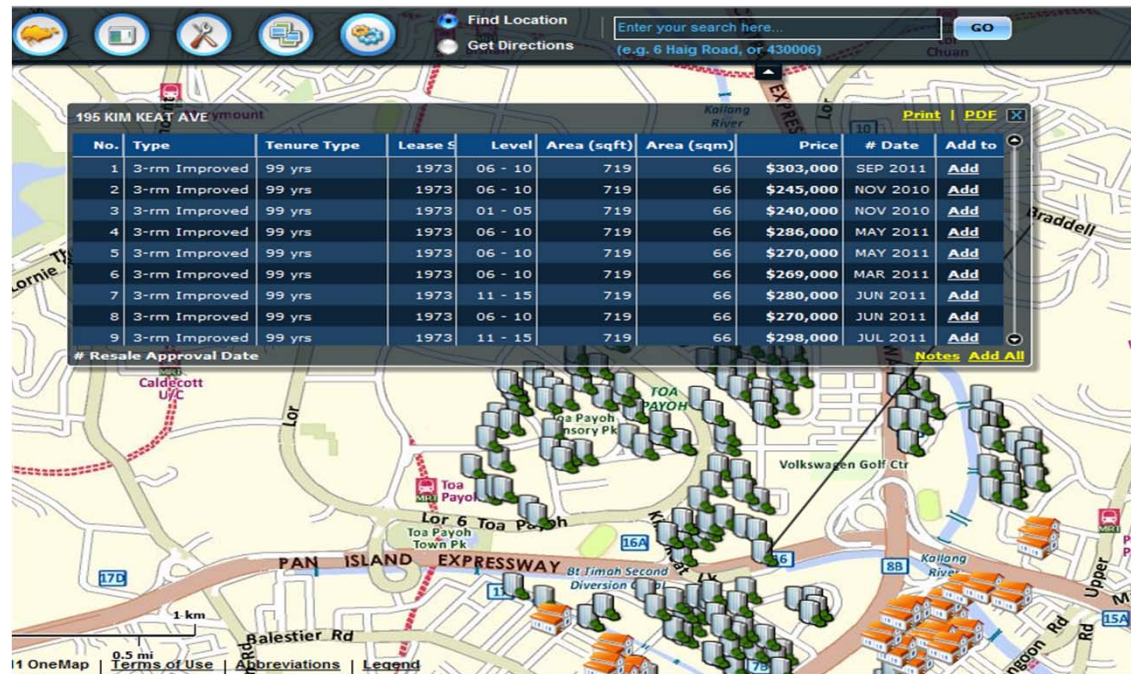 Find Location
Get Directions
Enter your search here...
GO
(e.g. 6 Haig Road, or 430006)
Chuan
Kallang
River
10
195 KIM KEAT AVE
Print | PDF X
No. Type Tenure Type Lease S Level Area (sqft) Area (sqm) Price # Date Add to
1 3-rm Improved 99 yrs 1973 06 - 10 719 66 $303,000 SEP 2011 Add
2 3-rm Improved 99 yrs 1973 06 - 10 719 66 $245,000 NOV 2010 Add
3 3-rm Improved 99 yrs 1973 01 - 05 719 66 $240,000 NOV 2010 Add
4 3-rm Improved 99 yrs 1973 06 - 10 719 66 $286,000 MAY 2011 Add
5 3-rm Improved 99 yrs 1973 06 - 10 719 66 $270,000 MAY 2011 Add
6 3-rm Improved 99 yrs 1973 06 - 10 719 66 $269,000 MAR 2011 Add
7 3-rm Improved 99 yrs 1973 11 - 15 719 66 $280,000 JUN 2011 Add
8 3-rm Improved 99 yrs 1973 06 - 10 719 66 $270,000 JUN 2011 Add
9 3-rm Improved 99 yrs 1973 11 - 15 719 66 $298,000 JUL 2011 Add
# Resale Approval Date
Notes Add All
Braddell
Lornie
Caldecott
U/C
Lor
TOA
PAYOH
Volkswagen Golf Ctr
MRT
Toa
Lor 6 Toa Payoh
Toa Payoh
Town Pk
16A
PAN ISLAND EXPRESSWAY
Bt Timah Second
Diversion
17D
8B
Kallang
River
Upper
MRT
15A
Rd
7B
1 km
0.5 mi
Balestier Rd
OneMap | Terms of Use | Abbreviations | Legend